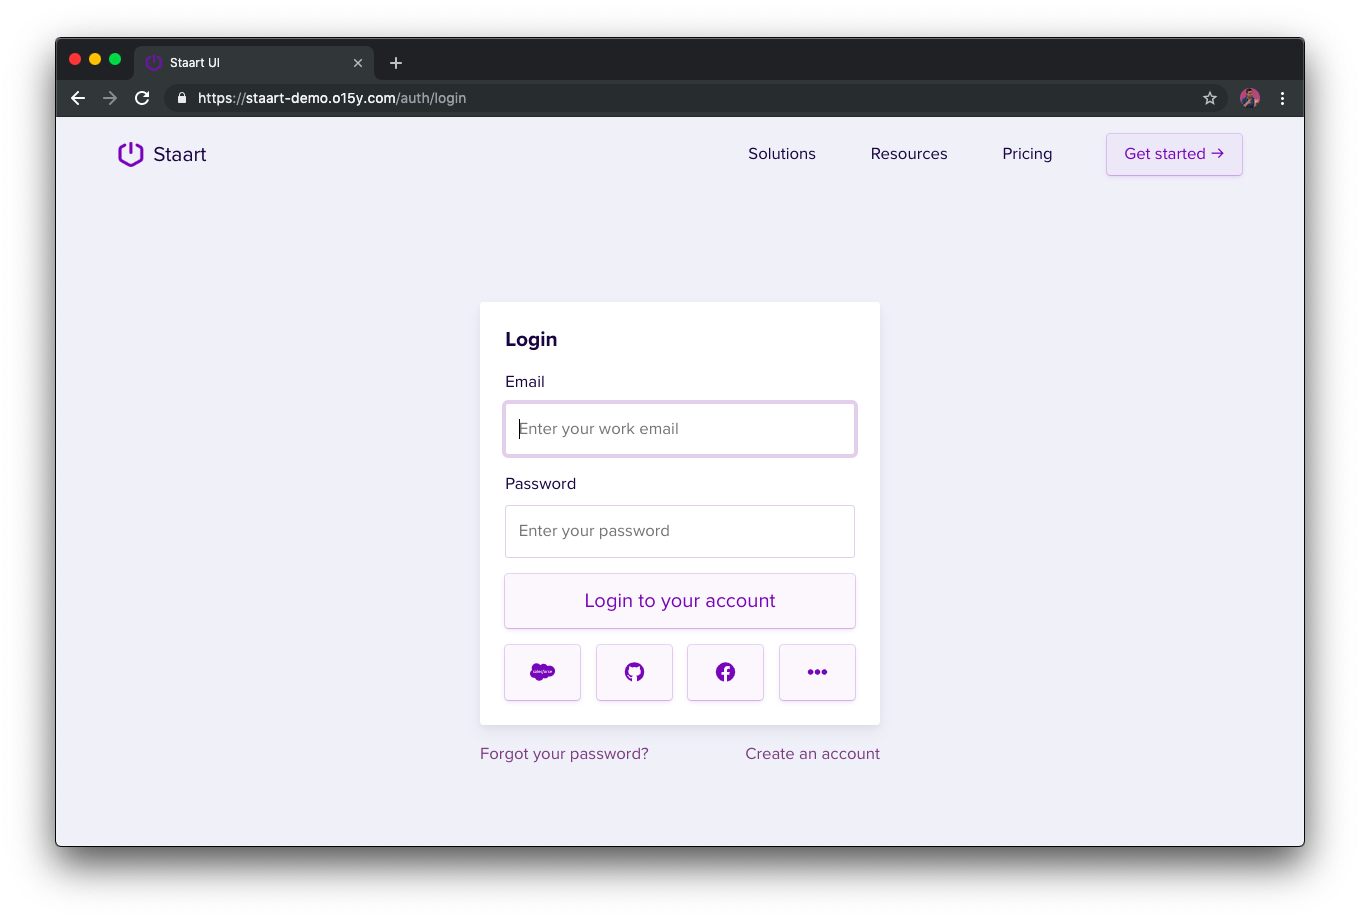 Staart UI
https://staart-demo.o15y.com/auth/login
Staart
Solutions Resources Pricing Get started →
Login
Email
Enter your work email
Password
Enter your password
Login to your account
salesforce
Forgot your password? Create an account